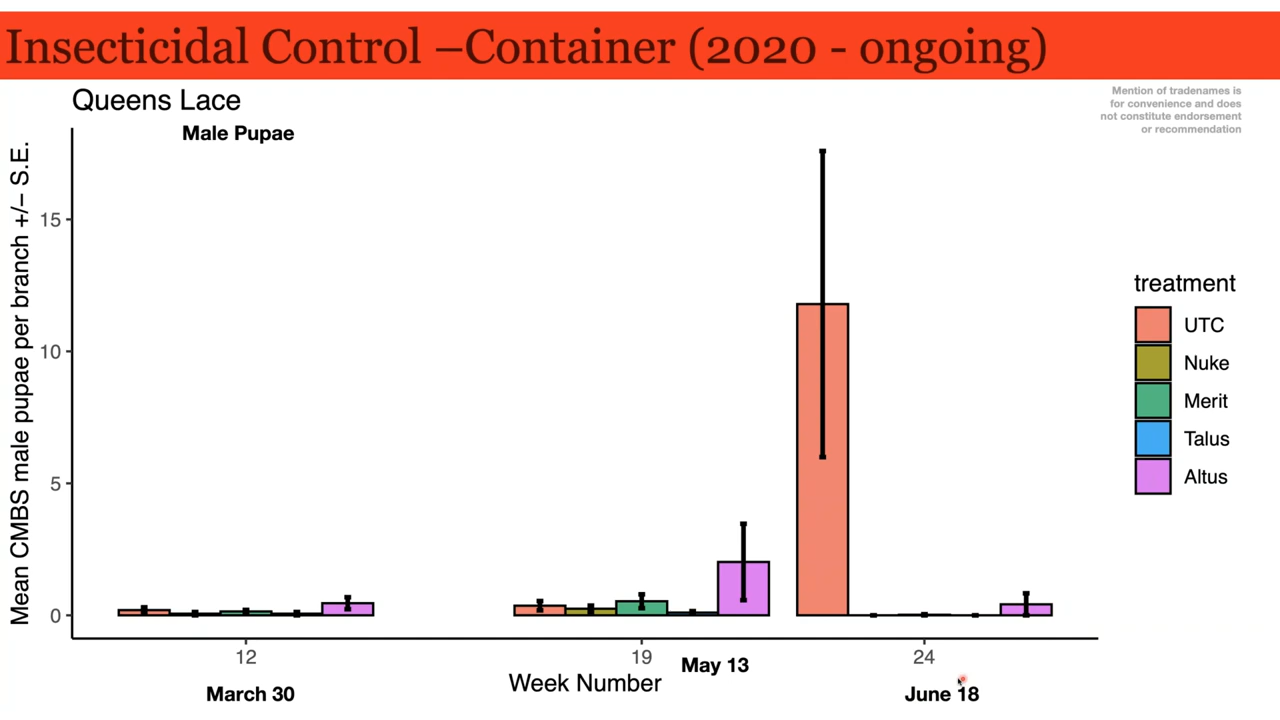 Insecticidal Control –Container (2020 - ongoing)
Mention of tradenames is
for convenience and does
not constitute endorsement
or recommendation
Queens Lace
Male Pupae
Mean CMBS male pupae per branch +/− S.E.
15
10
5
0
12
19
24
March 30
May 13
June 18
Week Number
treatment
UTC
Nuke
Merit
Talus
Altus